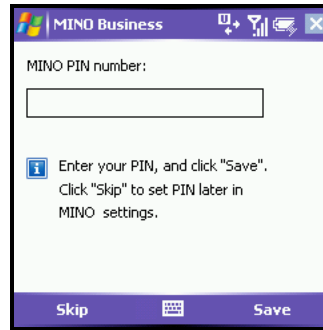 MINO Business
MINO PIN number:
Enter your PIN, and click "Save".
Click "Skip" to set PIN later in
MINO settings.
Skip
Save